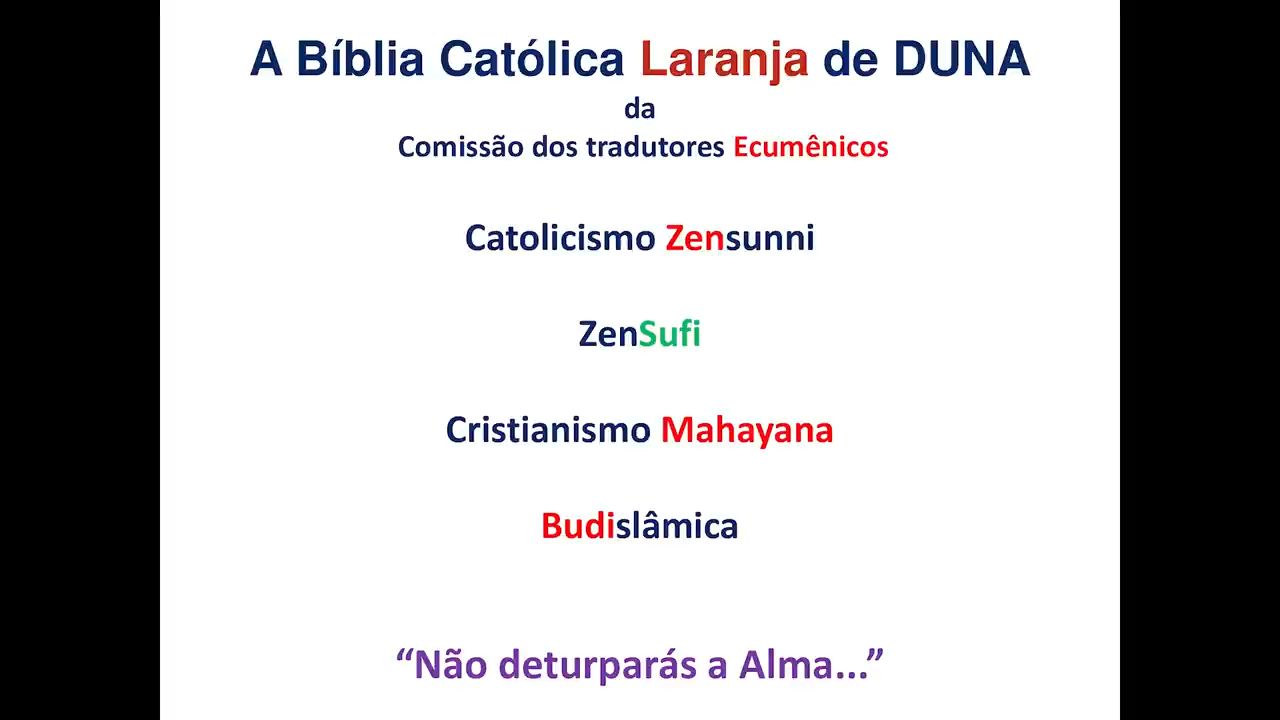 A Bíblia Católica Laranja de DUNA
da
Comissão dos tradutores Ecumênicos
Catolicismo Zensunni
ZenSufi
Cristianismo Mahayana
Budislâmica
“Não deturparás a Alma...”